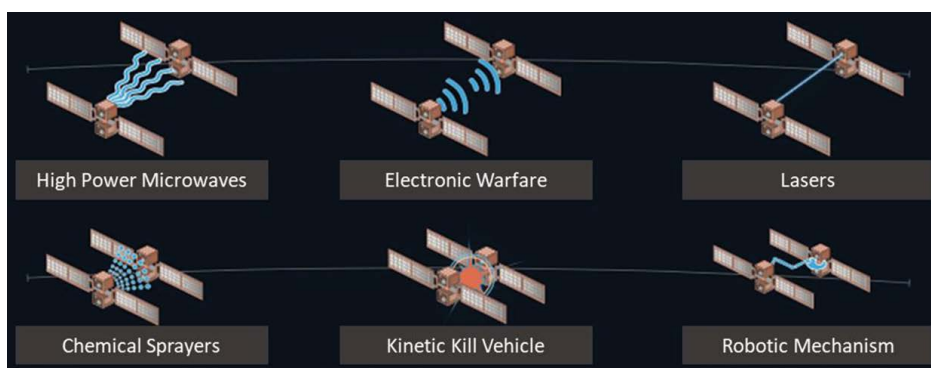 High Power Microwaves
Electronic Warfare
Lasers
Chemical Sprayers
Kinetic Kill Vehicle
Robotic Mechanism